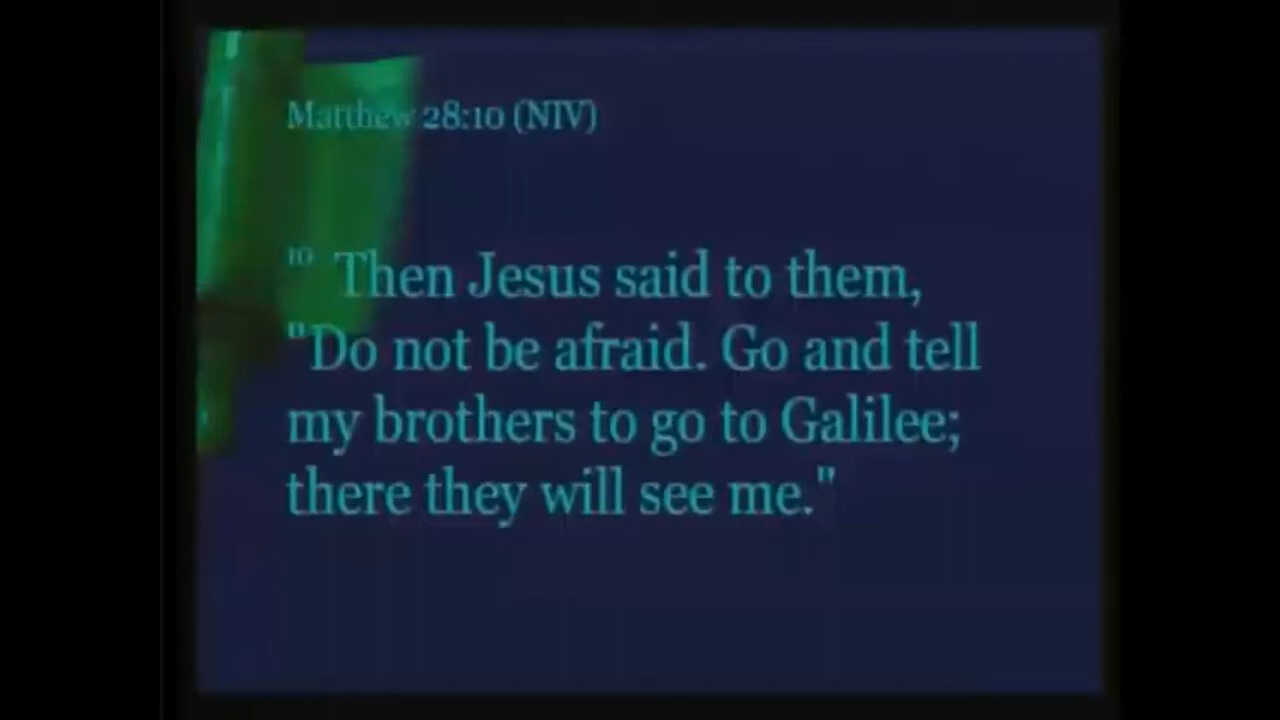 Matthew 28:10 (NIV)
10 Then Jesus said to them,
"Do not be afraid. Go and tell
my brothers to go to Galilee;
there they will see me."